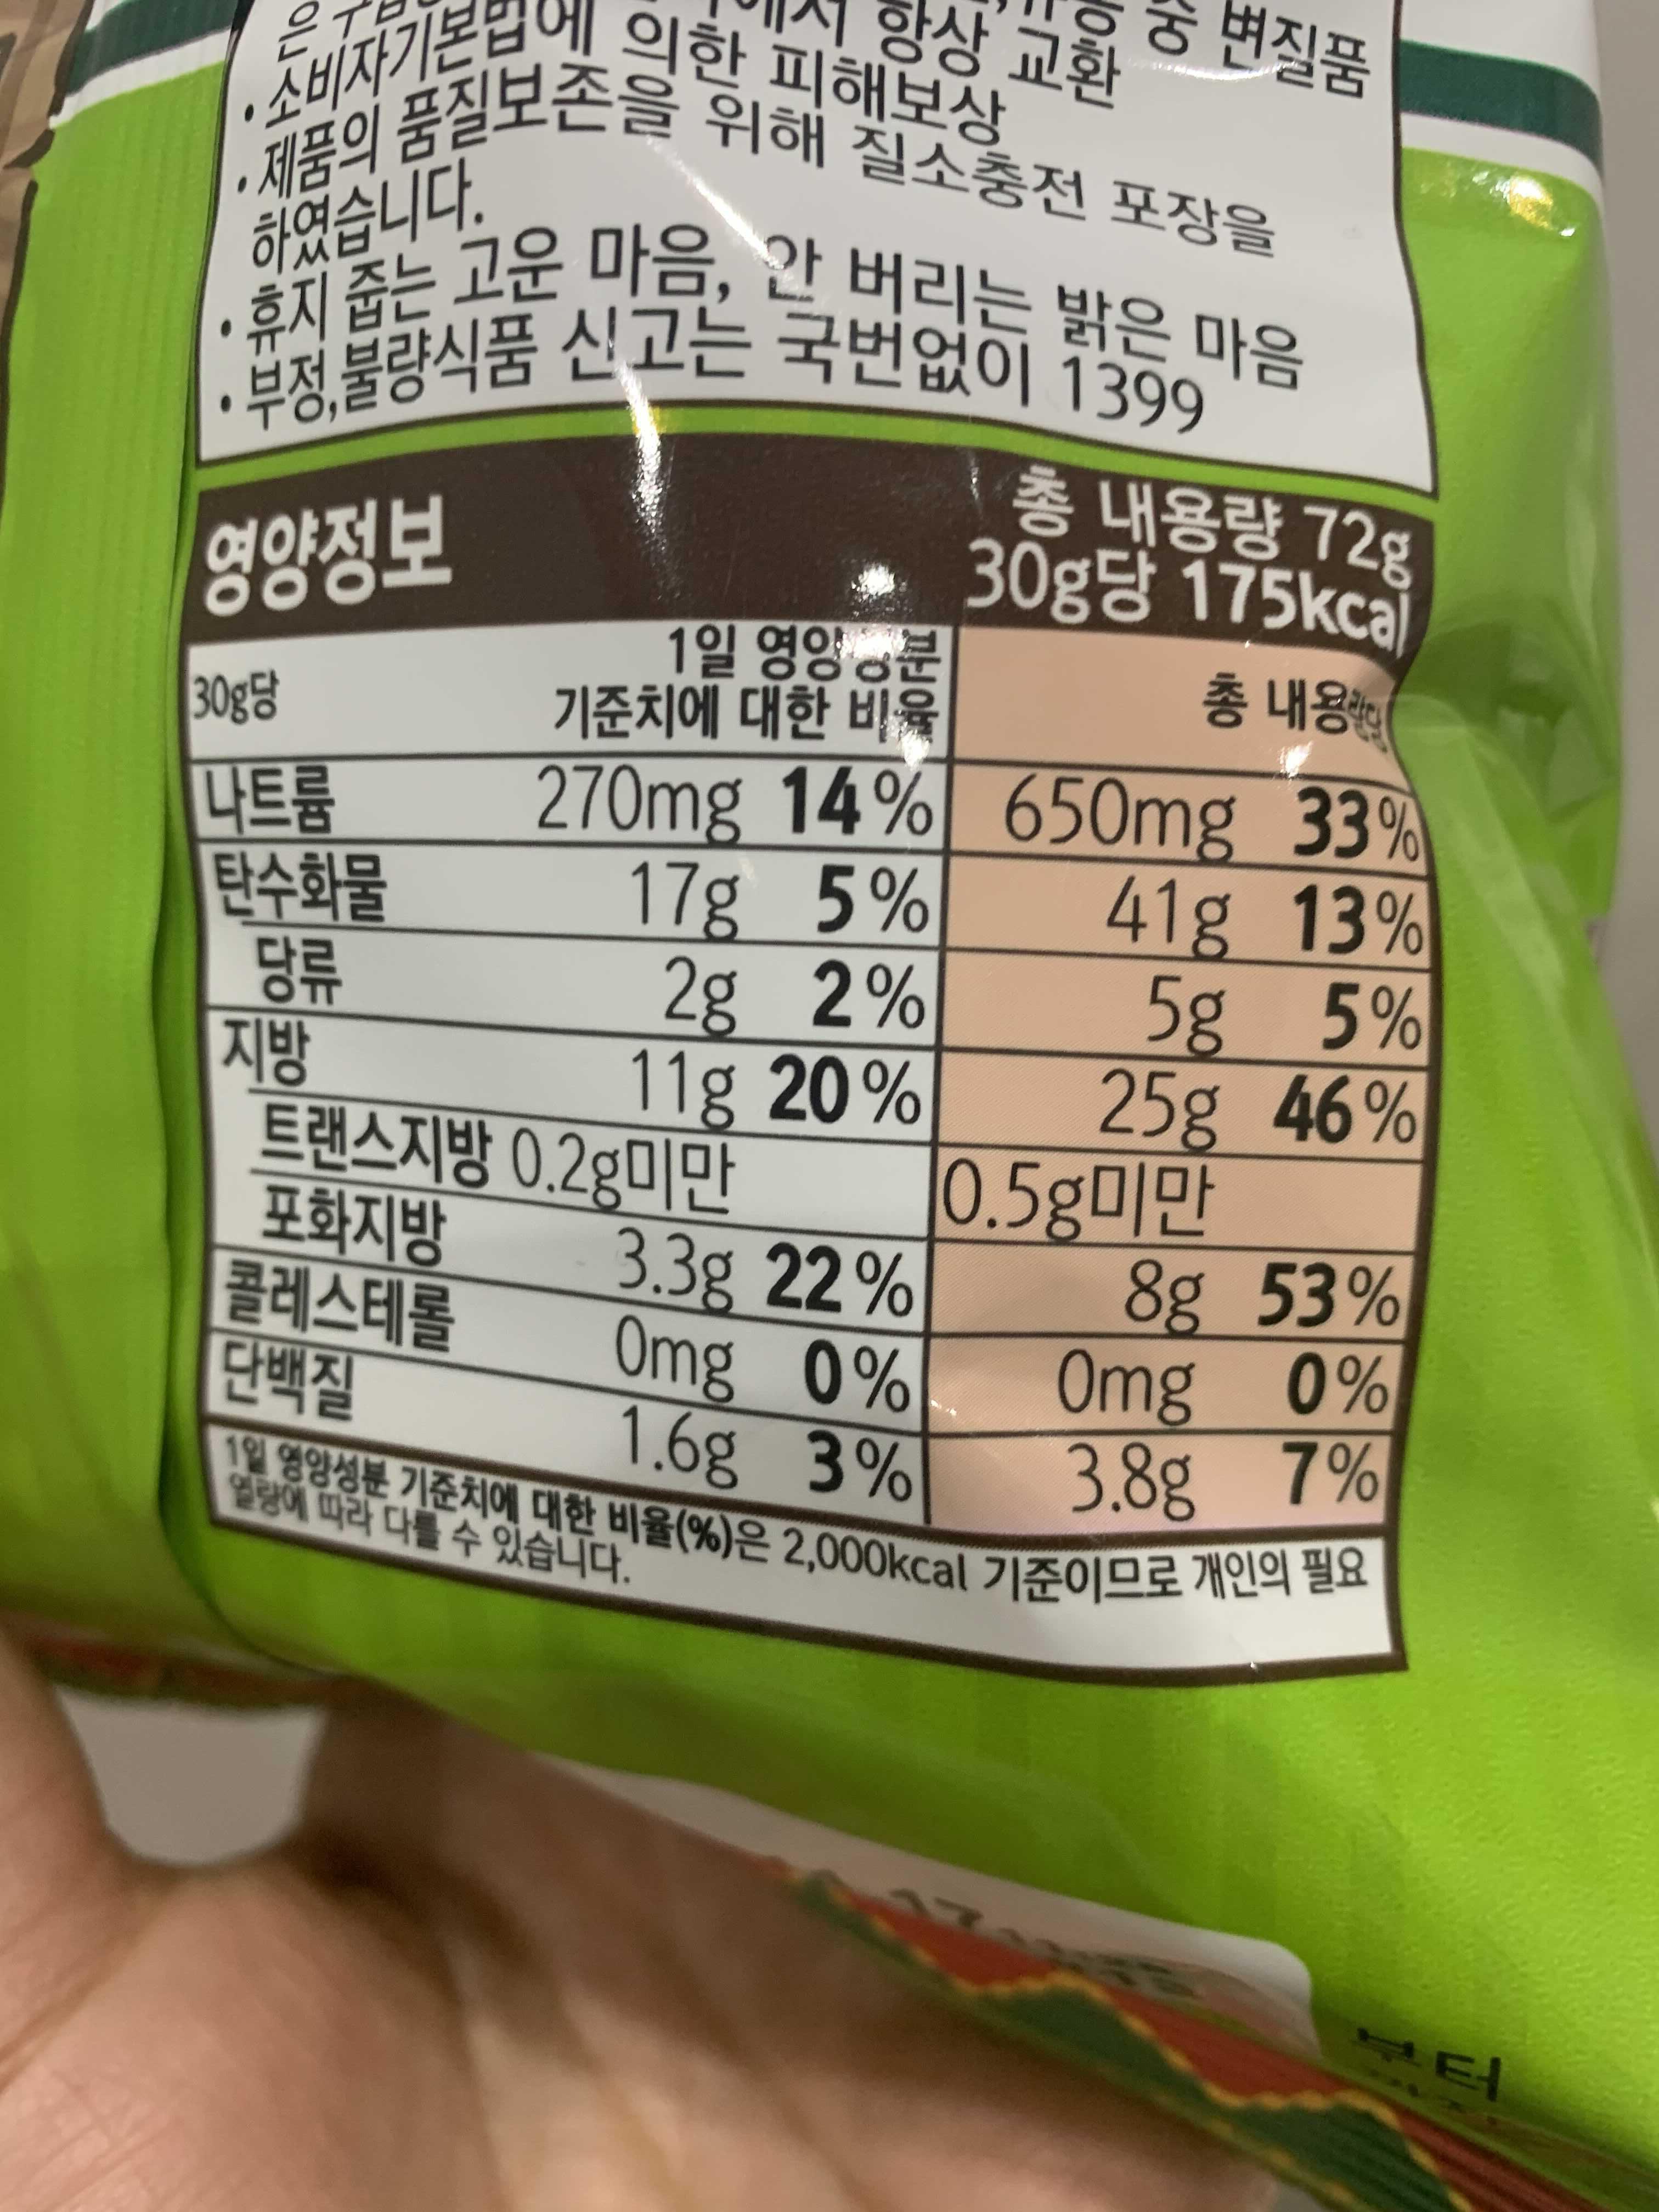 중 변질품
항상 교환
• 소비자기본법에 의한 피해보상
• 제품의 품질보존을 위해 질소충전 포장을
하였습니다.
• 휴지 줍는 고운 마음, 안 버리는 밝은 마음
• 부정,불량식품 신고는 국번없이 1399
영양정보
총 내용량 72g
30g당 175kcal
30g당
1일 영양성분
기준치에 대한 비율
총 내용량당
나트륨 270mg 14% 650mg 33%
탄수화물 17g 5% 41g 13%
당류 2g 2% 5g 5%
지방 11g 20% 25g 46%
트랜스지방 0.2g미만 0.5g미만
포화지방 3.3g 22% 8g 53%
콜레스테롤 0mg 0% 0mg 0%
단백질 1.6g 3% 3.8g 7%
1일 영양성분 기준치에 대한 비율(%)은 2,000kcal 기준이므로 개인의 필요
열량에 따라 다를 수 있습니다.
부터